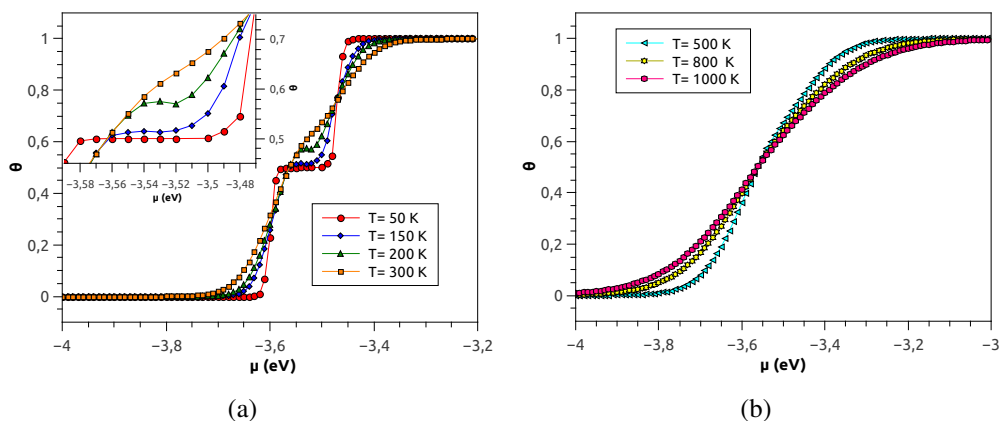 1
0,8
0,6
0,4
0,2
0
θ
−4
−3,8
−3,6
−3,4
−3,2
μ (eV)
0,7
0,6
0,5
θ
−3,58
−3,56
−3,53
−3,52
−3,5
−3,48
μ (eV)
T= 50 K
T= 150 K
T= 200 K
T= 300 K
(a)
1
0,8
0,6
0,4
0,2
0
θ
−4
−3,8
−3,6
−3,4
−3,2
−3
μ (eV)
T= 500 K
T= 800 K
T= 1000 K
(b)